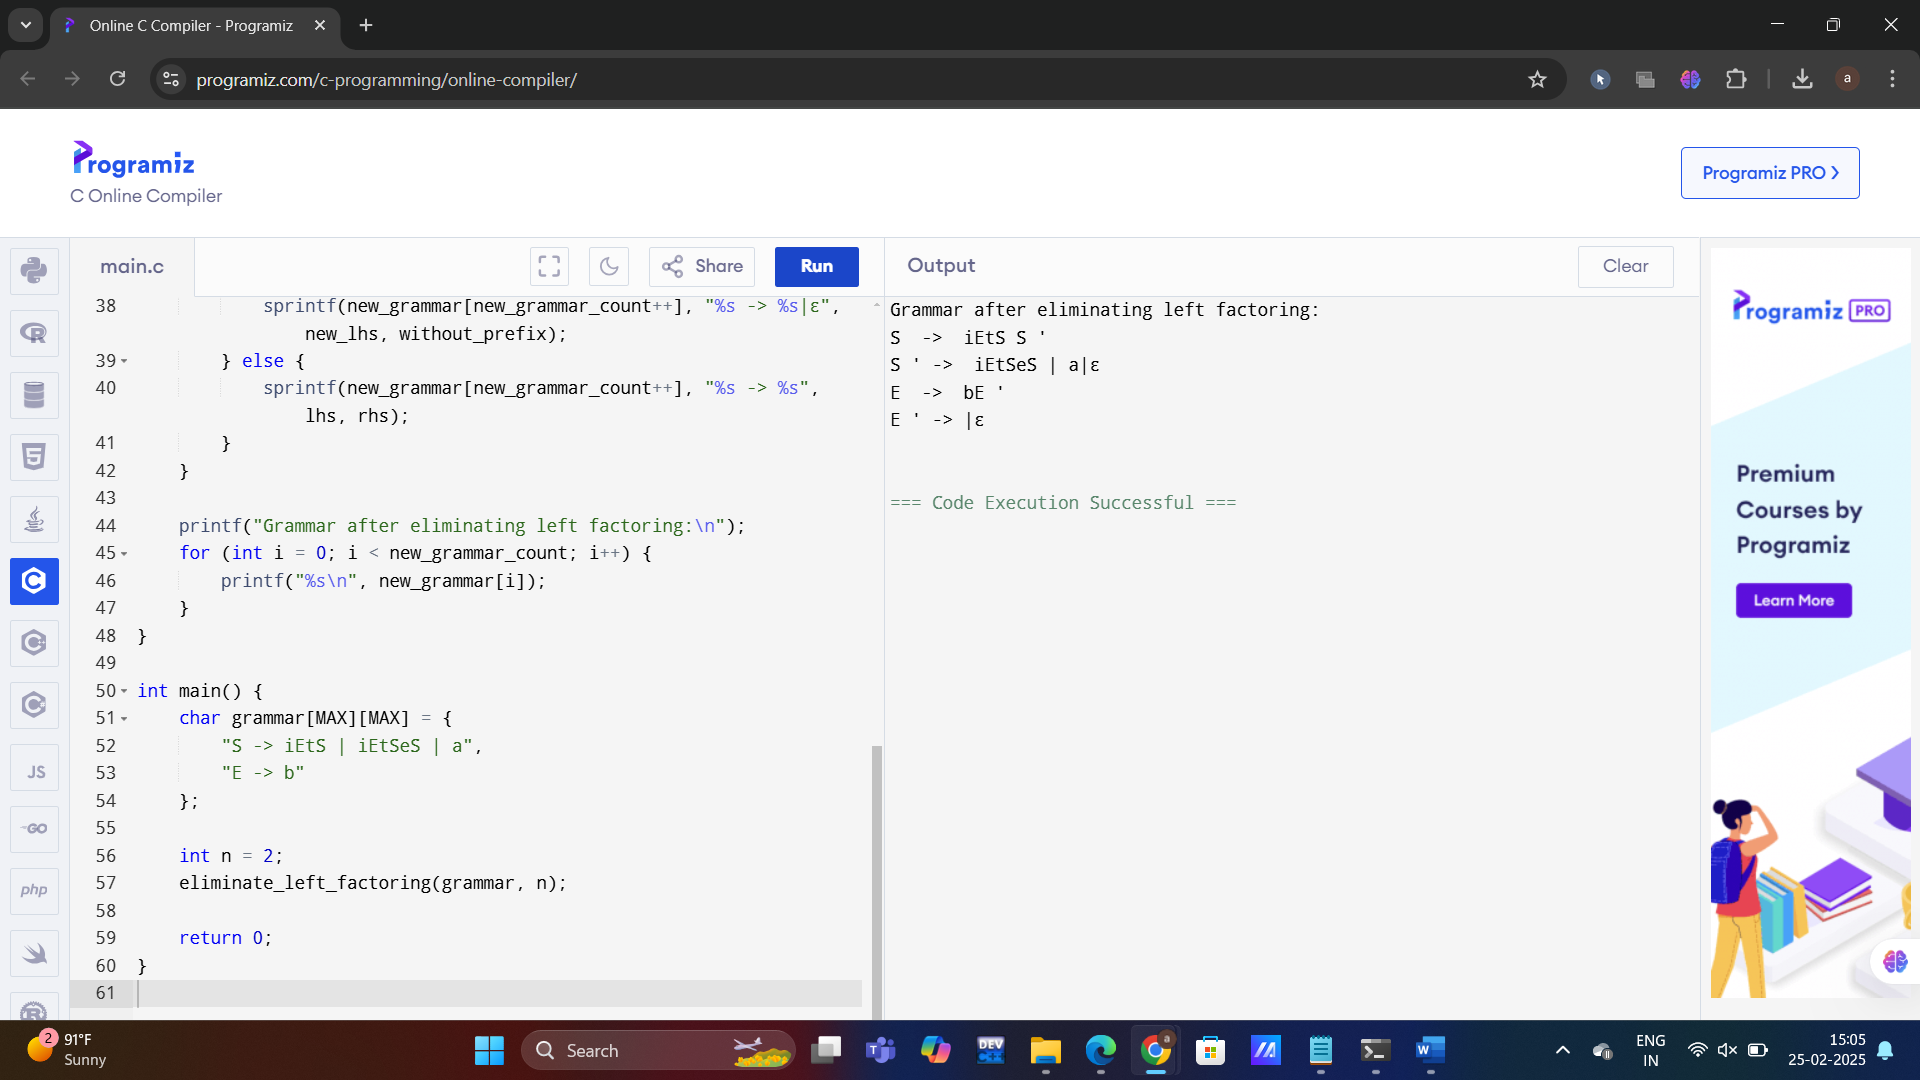 Online C Compiler - Programiz
programiz.com/c-programming/online-compiler/
a
Programiz
C Online Compiler
Programiz PRO
main.c
Share
Run
Output
Clear
38 sprintf(new_grammar[new_grammar_count++], "%s -> %s|ε",
new_lhs, without_prefix);
39 } else {
40 sprintf(new_grammar[new_grammar_count++], "%s -> %s",
lhs, rhs);
41 }
42 }
43
44 printf("Grammar after eliminating left factoring:\n");
45 for (int i = 0; i < new_grammar_count; i++) {
46 printf("%s\n", new_grammar[i]);
47 }
48 }
49
50 int main() {
51 char grammar[MAX][MAX] = {
52 "S -> iEtS | iEtSeS | a",
53 "E -> b"
54 };
55
56 int n = 2;
57 eliminate_left_factoring(grammar, n);
58
59 return 0;
60 }
61
Grammar after eliminating left factoring:
S  ->  iEtS S '
S ' ->  iEtSeS | a|ε
E  ->  bE '
E ' -> |ε
=== Code Execution Successful ===
JS
GO
php
Programiz PRO
Premium
Courses by
Programiz
Learn More
2
91°F
Sunny
Search
T
DEV
C++
a
W
ENG
IN
15:05
25-02-2025